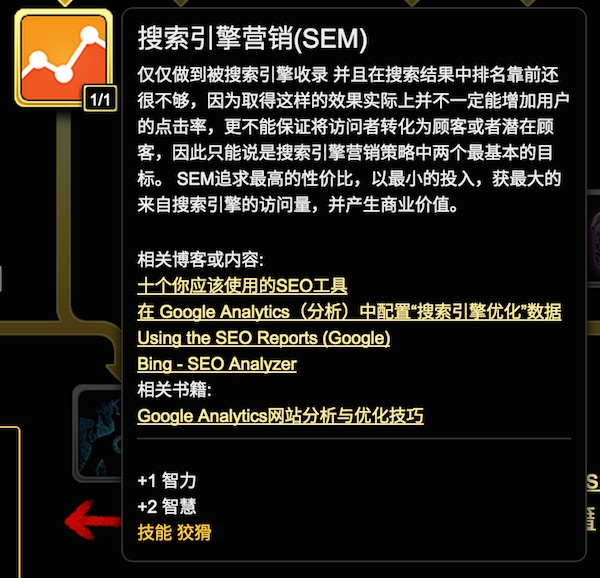 搜索引擎营销(SEM)
仅仅做到被搜索引擎收录 并且在搜索结果中排名靠前还
很不够，因为取得这样的效果实际上并不一定能增加用户
的点击率，更不能保证将访问者转化为顾客或者潜在顾
客，因此只能说是搜索引擎营销策略中两个最基本的目
标。 SEM追求最高的性价比，以最小的投入，获最大的
来自搜索引擎的访问量，并产生商业价值。
1/1
相关博客或内容:
十个你应该使用的SEO工具
在 Google Analytics（分析）中配置“搜索引擎优化”数据
Using the SEO Reports (Google)
Bing - SEO Analyzer
相关书籍:
Google Analytics网站分析与优化技巧
+1 智力
+2 智慧
技能 狡猾